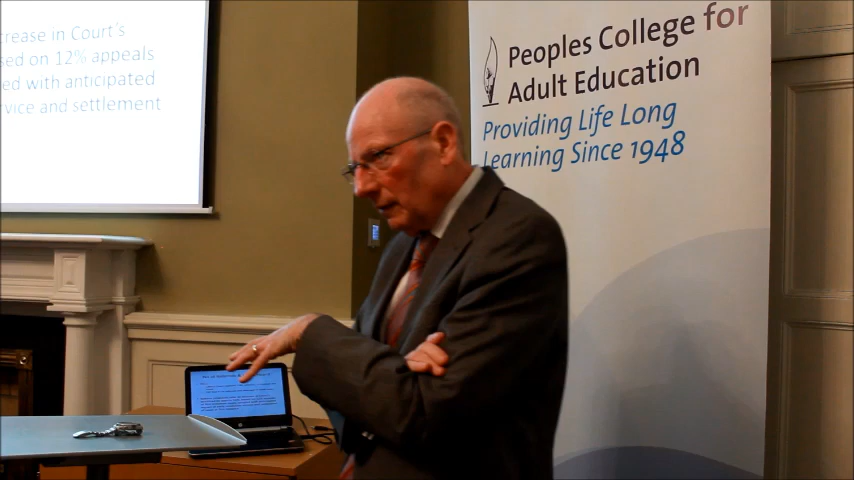 crease in Court's
sed on 12% appeals
ed with anticipated
rvice and settlement
Peoples College for
Adult Education
Providing Life Long
Learning Since 1948